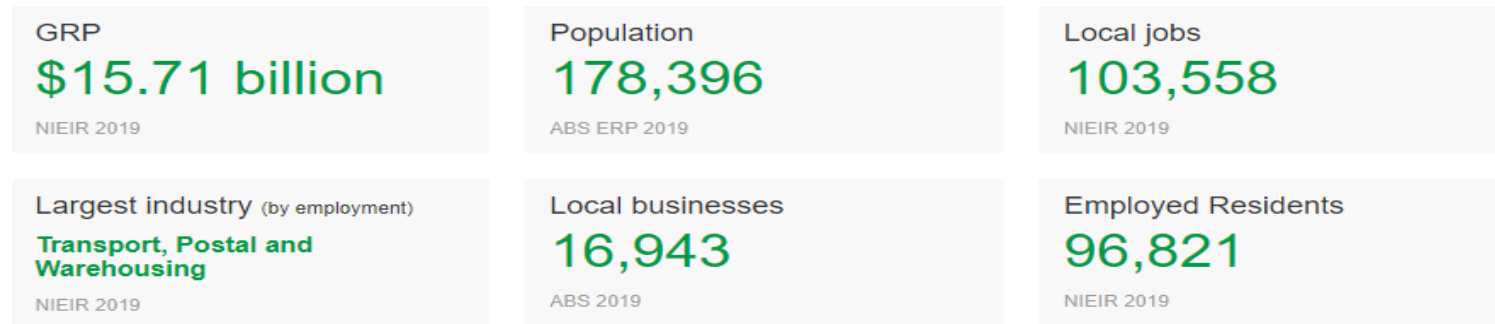 GRP
$15.71 billion
NIEIR 2019
Population
178,396
ABS ERP 2019
Local jobs
103,558
NIEIR 2019
Largest industry (by employment)
Transport, Postal and
Warehousing
NIEIR 2019
Local businesses
16,943
ABS 2019
Employed Residents
96,821
NIEIR 2019